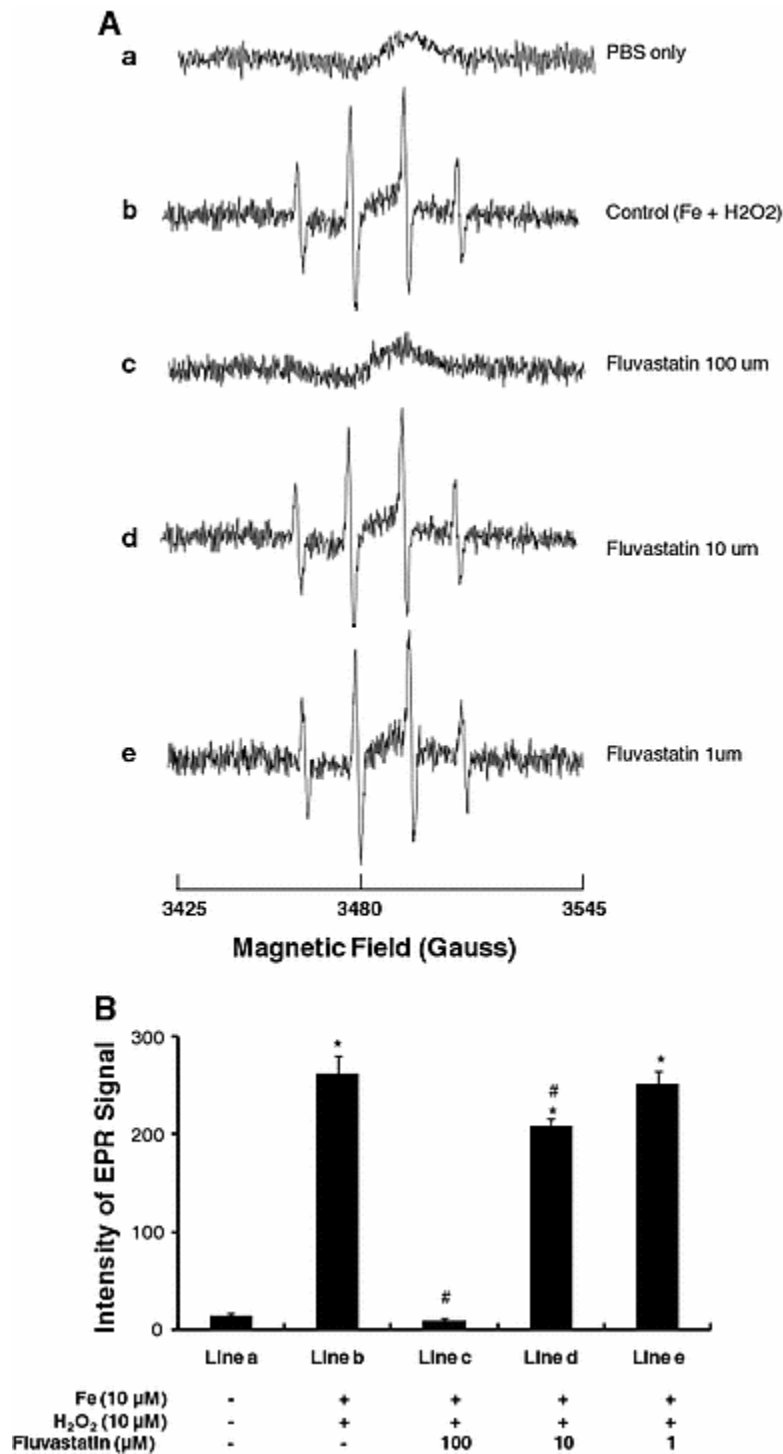 A
a PBS only
b Control (Fe + H2O2)
c Fluvastatin 100 um
d Fluvastatin 10 um
e Fluvastatin 1um
3425 3480 3545
Magnetic Field (Gauss)
B
Intensity of EPR Signal
300
200
100
0
*
#
#
*
*
Line a Line b Line c Line d Line e
Fe (10 µM) - + + + +
H₂O₂ (10 µM) - + + + +
Fluvastatin (µM) - - 100 10 1